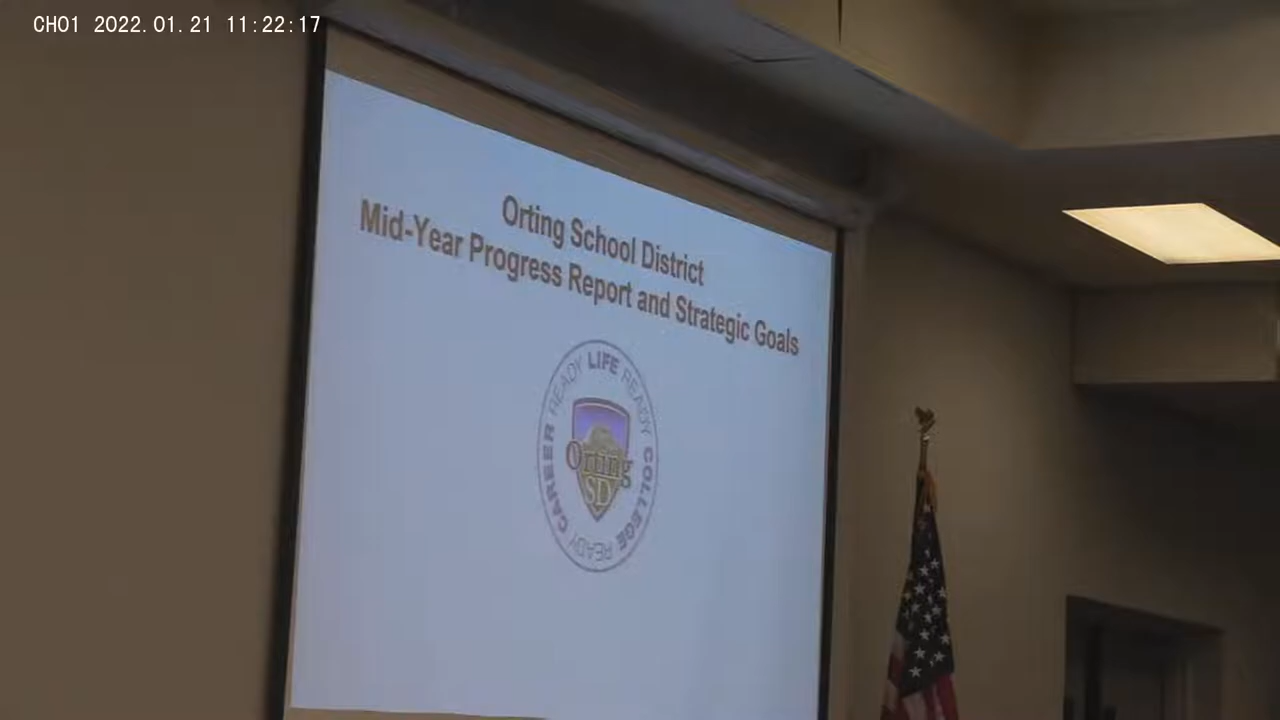 CH01 2022.01.21 11:22:17
Orting School District
Mid-Year Progress Report and Strategic Goals
CAREER READY LIFE READY COLLEGE READY
Orting
SD